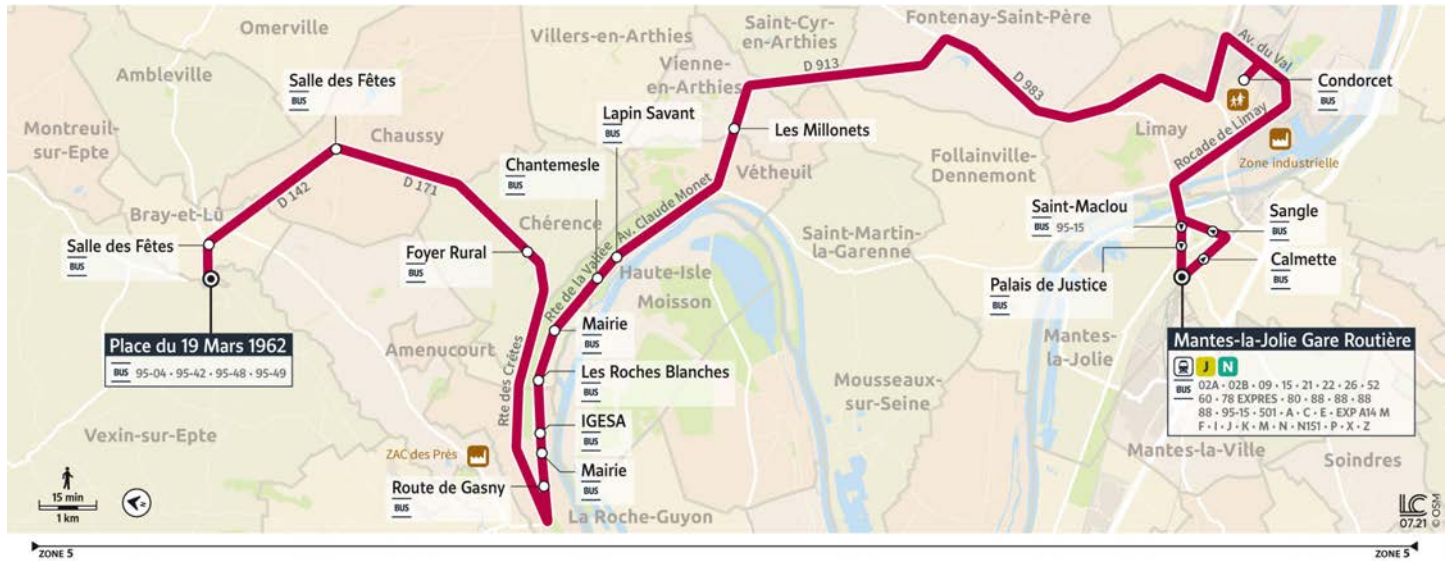 Omerville
Ambleville
Montreuil-
sur-Epte
Bray-et-Lû
Salle des Fêtes
BUS
D 142
Chaussy
D 171
Salle des Fêtes
BUS
Place du 19 Mars 1962
BUS 95-04 • 95-42 • 95-48 • 95-49
Vexin-sur-Epte
15 min
1 km
N
Villers-en-Arthies
Vienne-
en-Arthies
Saint-Cyr-
en-Arthies
Fontenay-Saint-Père
D 913
D 983
Lapin Savant
BUS
Les Millonets
Chantemesle
BUS
Chérence
Foyer Rural
BUS
Vétheuil
Av. Claude Monet
Rte de la Vallée
Haute-Isle
Moisson
Amenucourt
Rte des Crêtes
Mairie
BUS
Les Roches Blanches
BUS
IGESA
BUS
Mairie
BUS
ZAC des Prés
Route de Gasny
BUS
La Roche-Guyon
Follainville-
Dennemont
Saint-Martin-
la-Garenne
Mousseaux-
sur-Seine
Av. du Val
Condorcet
BUS
Limay
Rocade de Limay
Zone industrielle
Saint-Maclou
BUS 95-15
Sangle
BUS
Palais de Justice
BUS
Calmette
BUS
Mantes-
la-Jolie
Mantes-la-Jolie Gare Routière
J N
BUS 02A • 02B • 09 • 15 • 21 • 22 • 26 • 52
60 • 78 EXPRES • 80 • 88 • 88 • 88
88 • 95-15 • 501 • A • C • E • EXP A14 M
F • I • J • K • M • N • N151 • P • X • Z
Mantes-la-Ville
Soindres
LC
07.21
© OSM
ZONE 5
ZONE 5